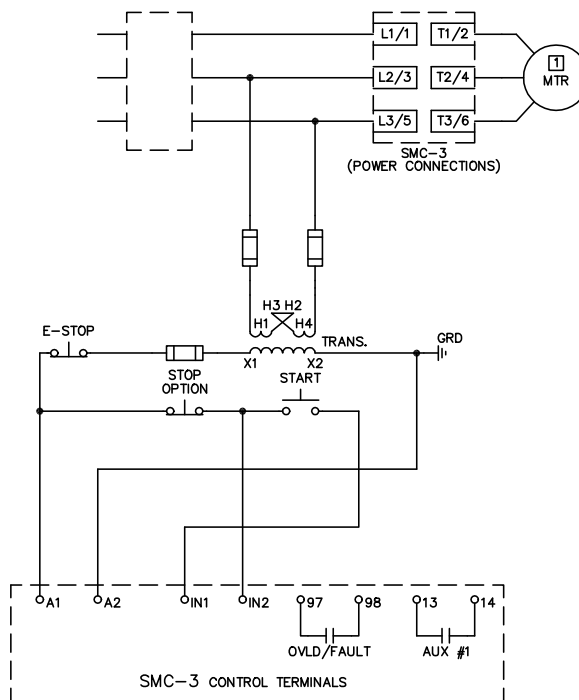 L1/1 T1/2
1
MTR
L2/3 T2/4
L3/5 T3/6
SMC-3
(POWER CONNECTIONS)
H3 H2
H1 H4
E-STOP
TRANS.
GRD
X1 X2
STOP
OPTION
START
A1 A2 IN1 IN2 97 98 13 14
OVLD/FAULT AUX #1
SMC-3 CONTROL TERMINALS